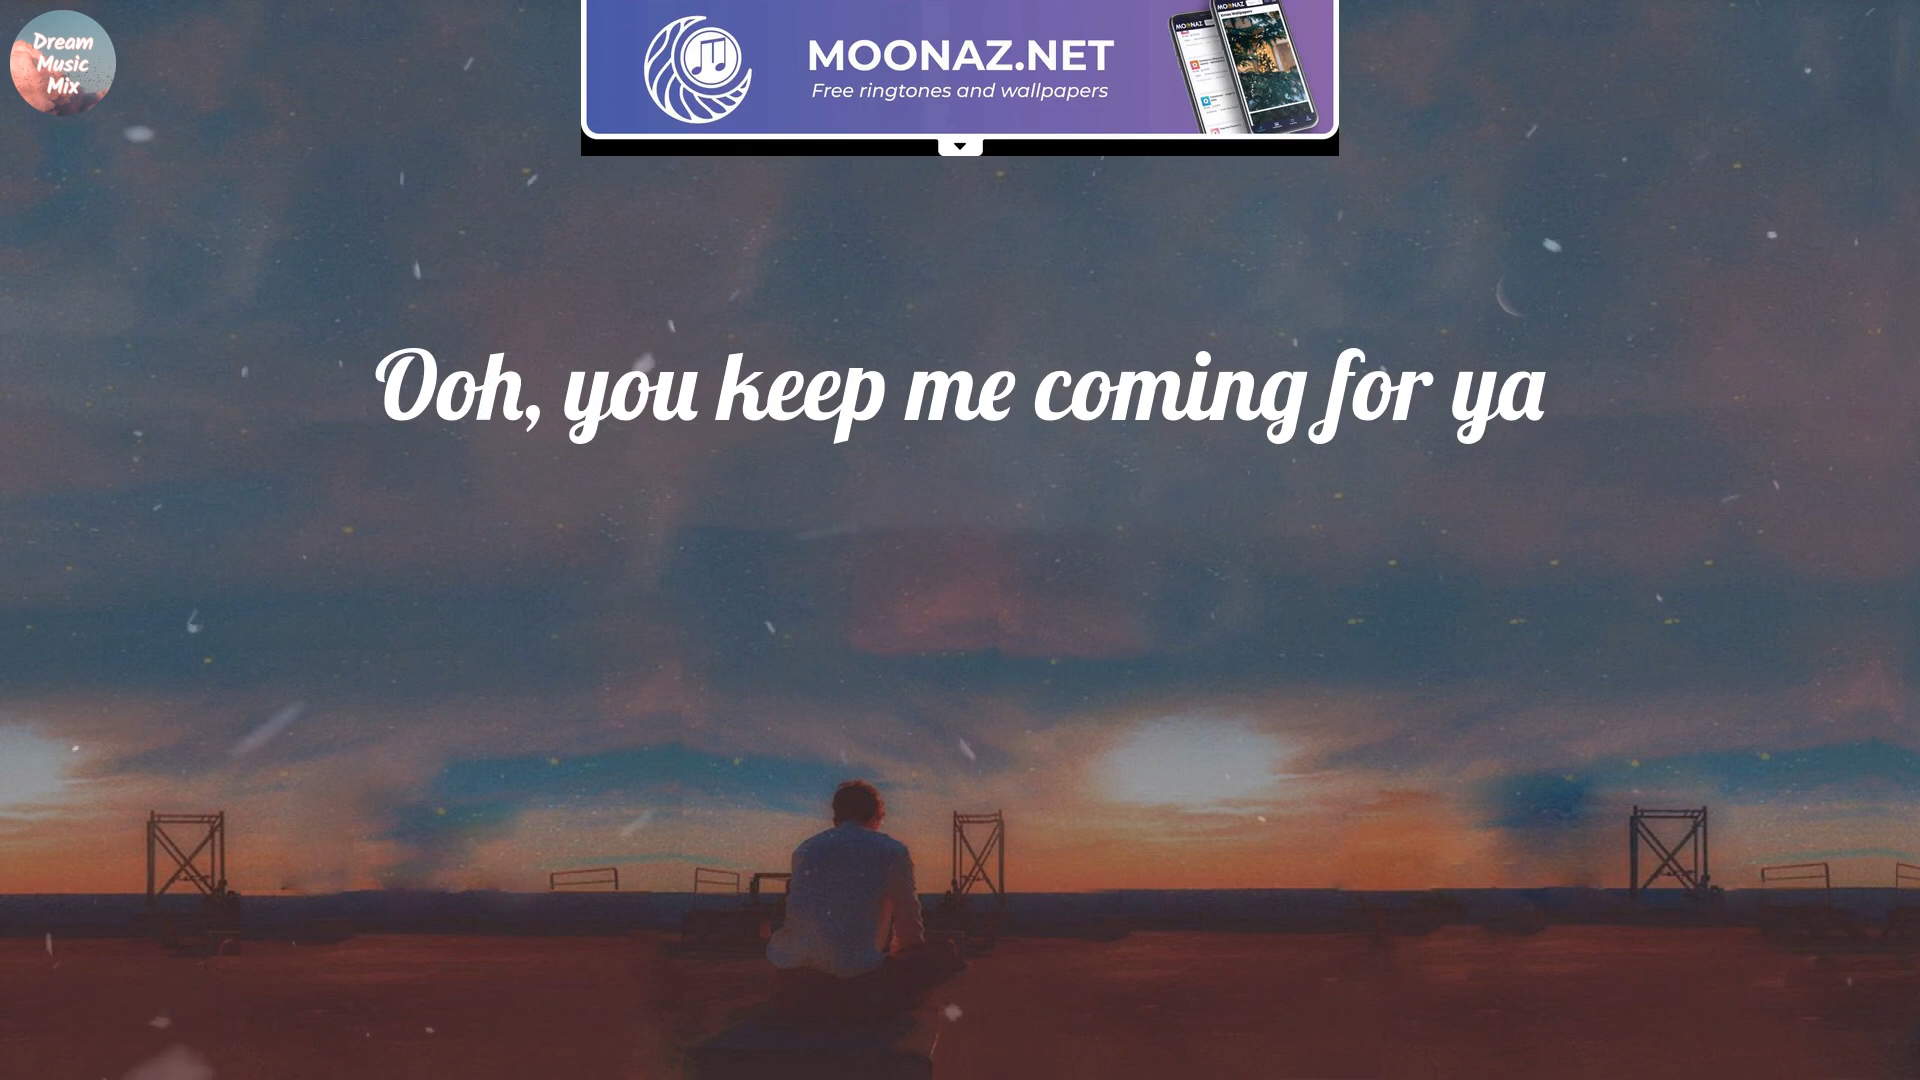 Dream
Music
Mix
MOONAZ.NET
Free ringtones and wallpapers
Ooh, you keep me coming for ya